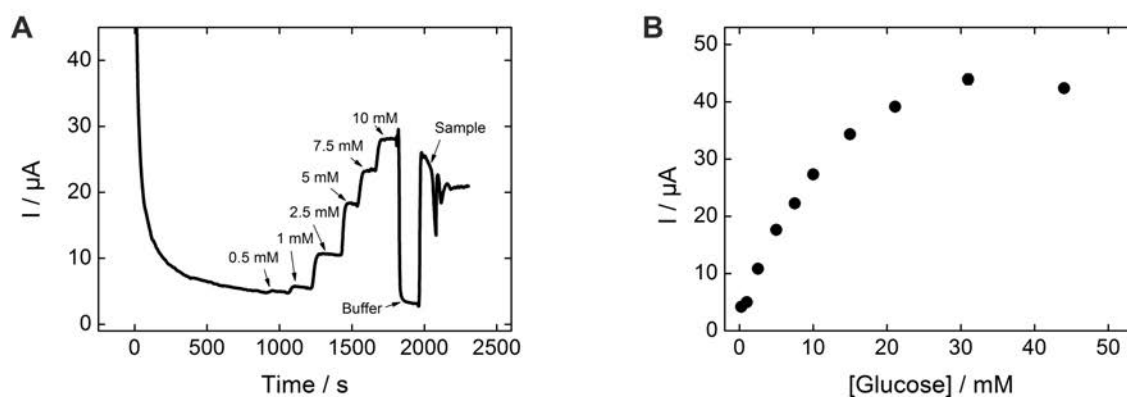 A
I / µA
40
30
20
10
0
0 500 1000 1500 2000 2500
Time / s
0.5 mM
1 mM
2.5 mM
5 mM
7.5 mM
10 mM
Buffer
Sample
B
I / µA
50
40
30
20
10
0
0 10 20 30 40 50
[Glucose] / mM